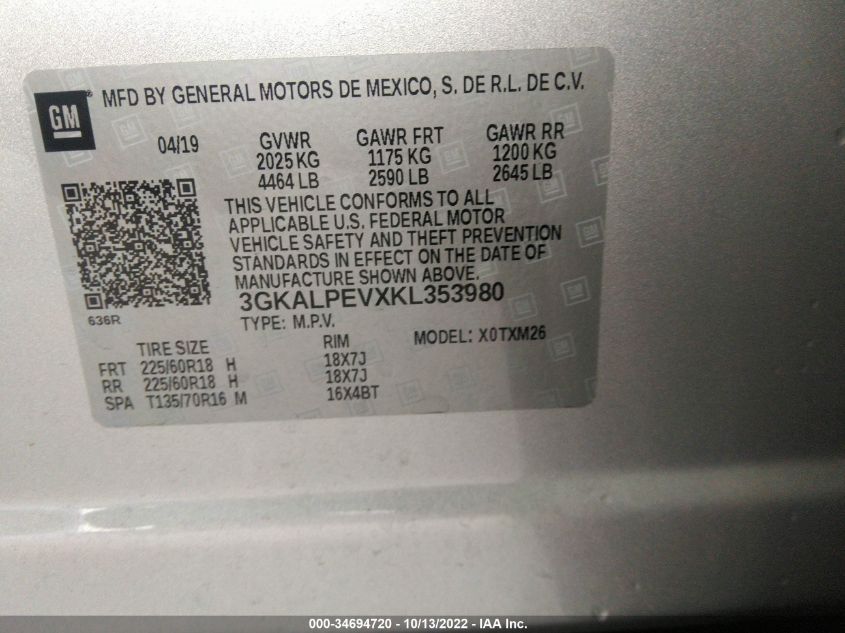 GM
® MFD BY GENERAL MOTORS DE MEXICO, S. DE R.L. DE C.V.
04/19 GVWR GAWR FRT GAWR RR
2025 KG 1175 KG 1200 KG
4464 LB 2590 LB 2645 LB
THIS VEHICLE CONFORMS TO ALL
APPLICABLE U.S. FEDERAL MOTOR
VEHICLE SAFETY AND THEFT PREVENTION
STANDARDS IN EFFECT ON THE DATE OF
MANUFACTURE SHOWN ABOVE.
3GKALPEVXKL353980
636R
TYPE: M.P.V.
MODEL: X0TXM26
TIRE SIZE RIM
FRT 225/60R18 H 18X7J
RR 225/60R18 H 18X7J
SPA T135/70R16 M 16X4BT
000-34694720 - 10/13/2022 - IAA Inc.